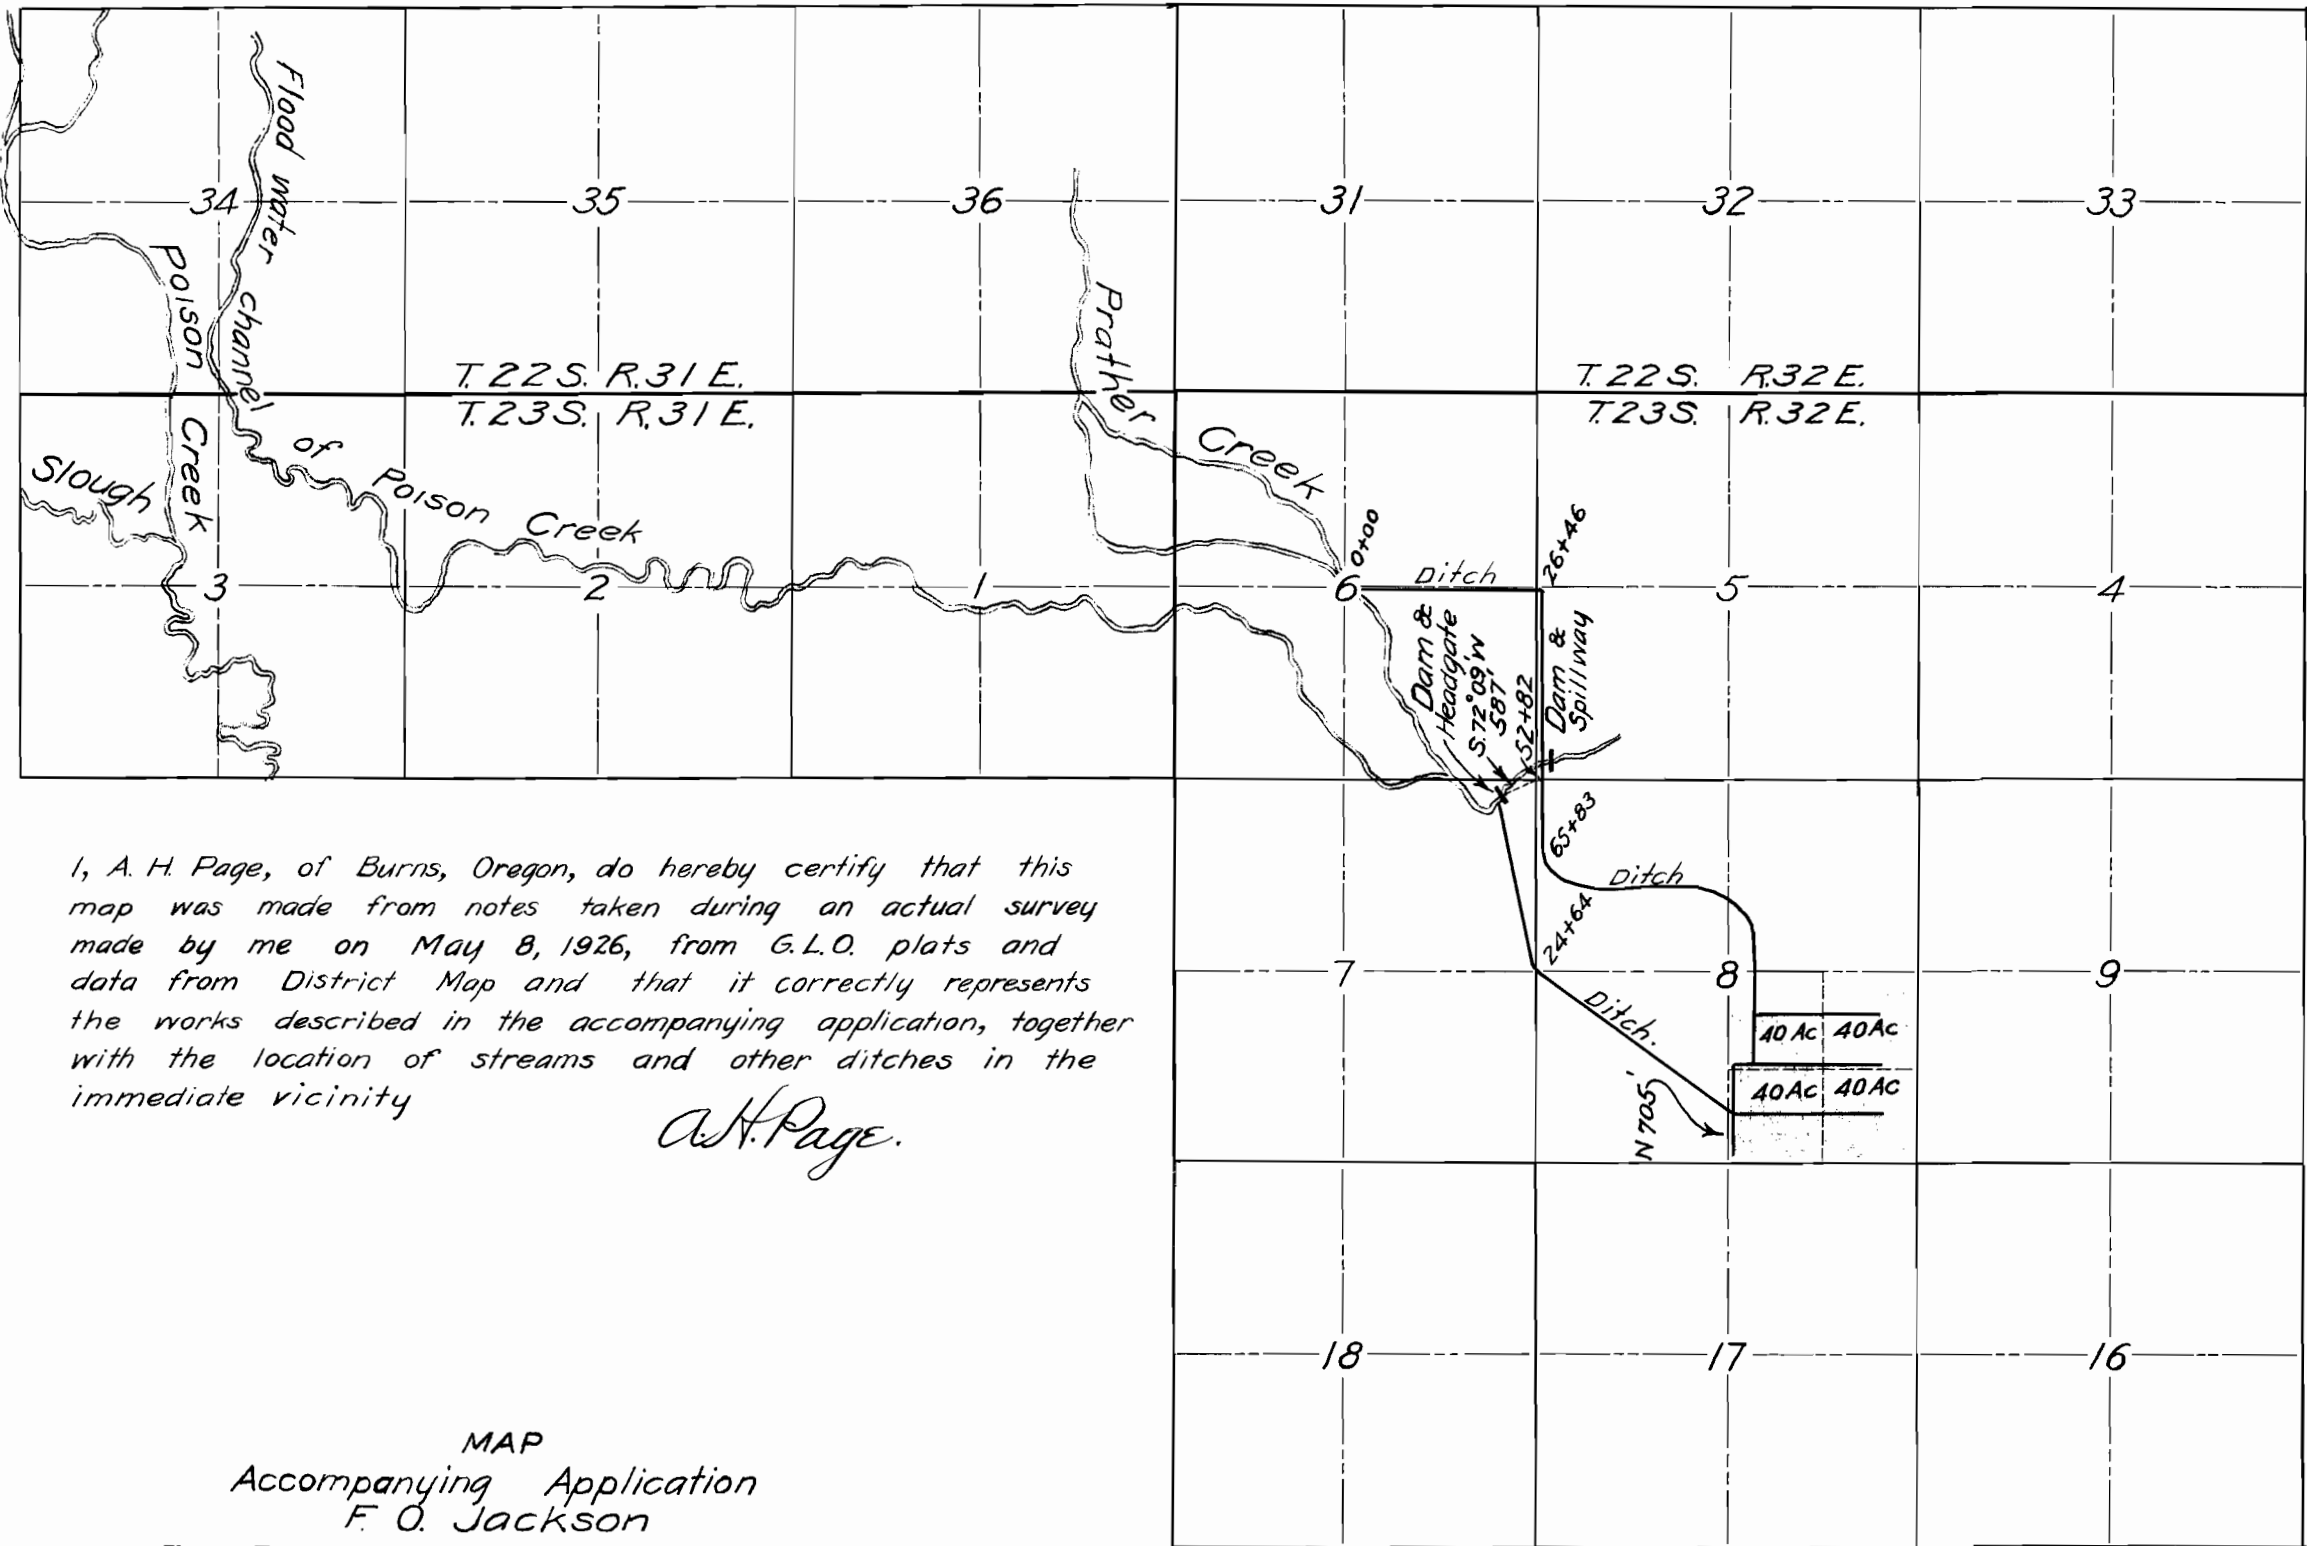 34
35
36
31
32
33
Flood water channel of Poison Creek
Poison Creek
Prather Creek
Slough
T. 22 S. R. 31 E.
T. 23 S. R. 31 E.
T. 22 S. R. 32 E.
T. 23 S. R. 32 E.
3
2
1
6
5
4
0+00
Ditch
26+46
Dam &
Headgate
S. 72° 09' W
587'
52+82
Dam &
Spillway
65+83
Ditch
24+64
7
8
9
Ditch.
40 Ac
40 Ac
40 Ac
40 Ac
N 705'
18
17
16
I, A. H. Page, of Burns, Oregon, do hereby certify that this
map was made from notes taken during an actual survey
made by me on May 8, 1926, from G. L. O. plats and
data from District Map and that it correctly represents
the works described in the accompanying application, together
with the location of streams and other ditches in the
immediate vicinity
A. H. Page.
MAP
Accompanying Application
F. O. Jackson